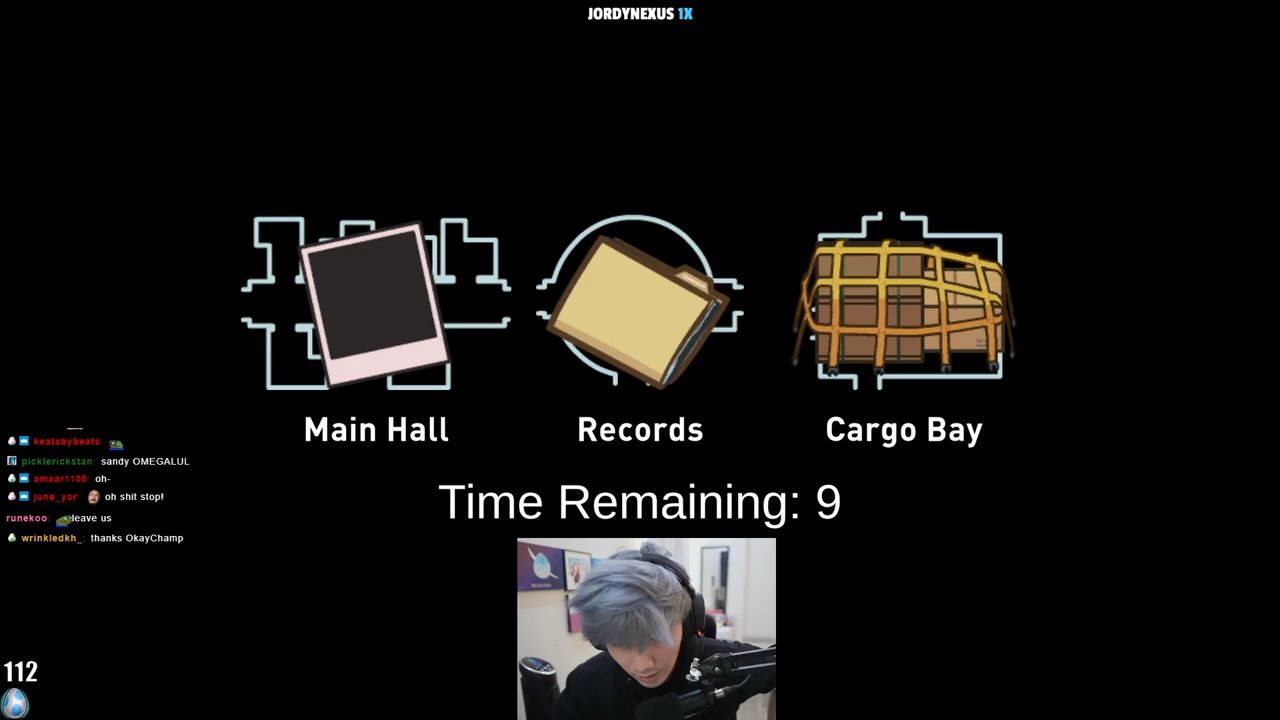 JORDYNEXUS 1X
Main Hall
Records
Cargo Bay
Time Remaining: 9
keatsbybeats
picklerickstan: sandy OMEGALUL
amaar1100 oh-
june_yor oh shit stop!
runekoo: leave us
wrinkledkh_: thanks OkayChamp
112